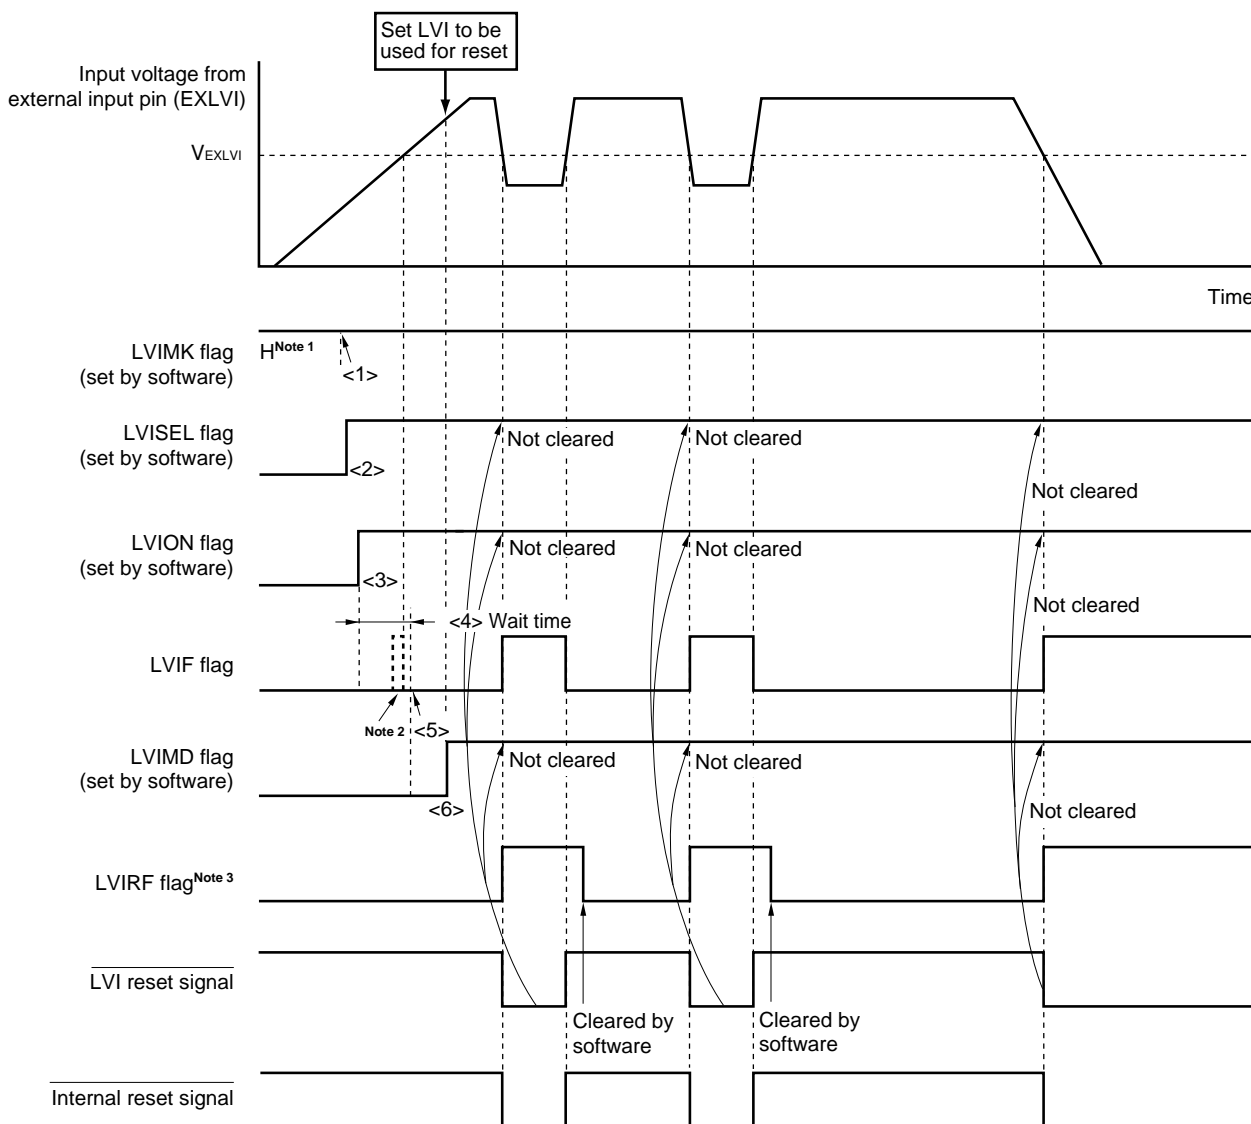 Set LVI to be
used for reset
Input voltage from
external input pin (EXLVI)
VEXLVI
Time
LVIMK flag
(set by software)
HNote 1
<1>
LVISEL flag
(set by software)
<2>
Not cleared
Not cleared
Not cleared
LVION flag
(set by software)
<3>
Not cleared
Not cleared
Not cleared
<4> Wait time
LVIF flag
Note 2
<5>
LVIMD flag
(set by software)
<6>
Not cleared
Not cleared
Not cleared
LVIRF flagNote 3
LVI reset signal
Cleared by
software
Cleared by
software
Internal reset signal